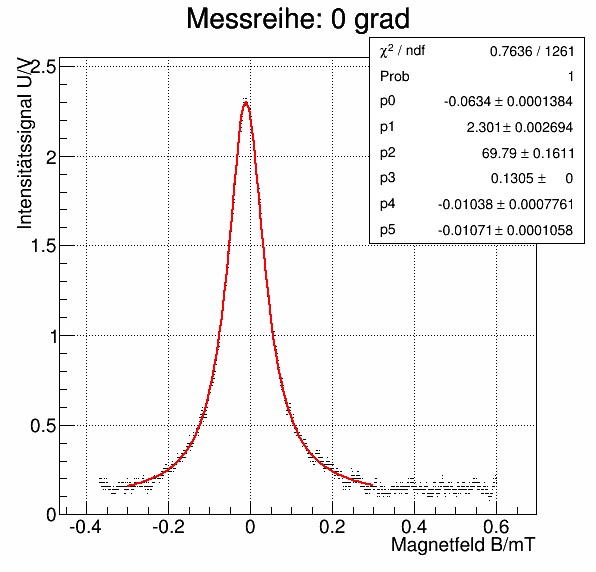 Messreihe: 0 grad
χ² / ndf 0.7636 / 1261
Prob 1
p0 -0.0634 ± 0.0001384
p1 2.301 ± 0.002694
p2 69.79 ± 0.1611
p3 0.1305 ± 0
p4 -0.01038 ± 0.0007761
p5 -0.01071 ± 0.0001058
Intensitätssignal U/V
2.5
2
1.5
1
0.5
0
-0.4 -0.2 0 0.2 0.4 0.6
Magnetfeld B/mT